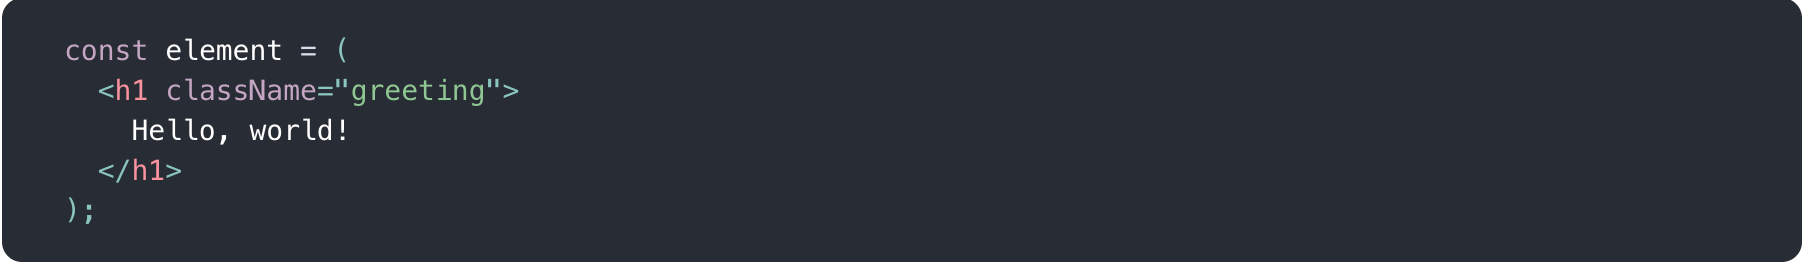 const element = (
  <h1 className="greeting">
    Hello, world!
  </h1>
);